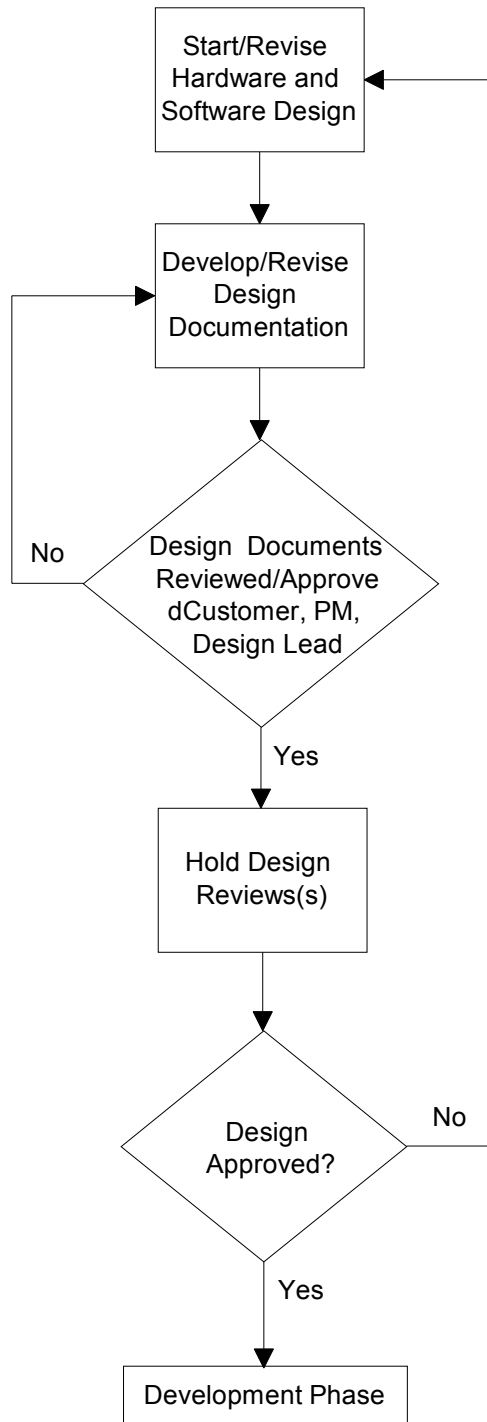 Start/Revise
Hardware and
Software Design
Develop/Revise
Design
Documentation
No
Design Documents
Reviewed/Approve
dCustomer, PM,
Design Lead
Yes
Hold Design
Reviews(s)
No
Design
Approved?
Yes
Development Phase